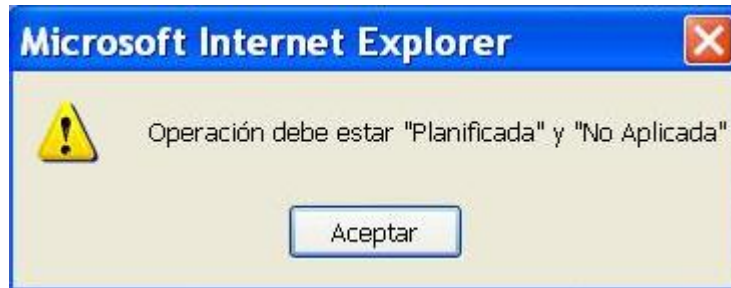 Microsoft Internet Explorer
Operación debe estar "Planificada" y "No Aplicada"
Aceptar